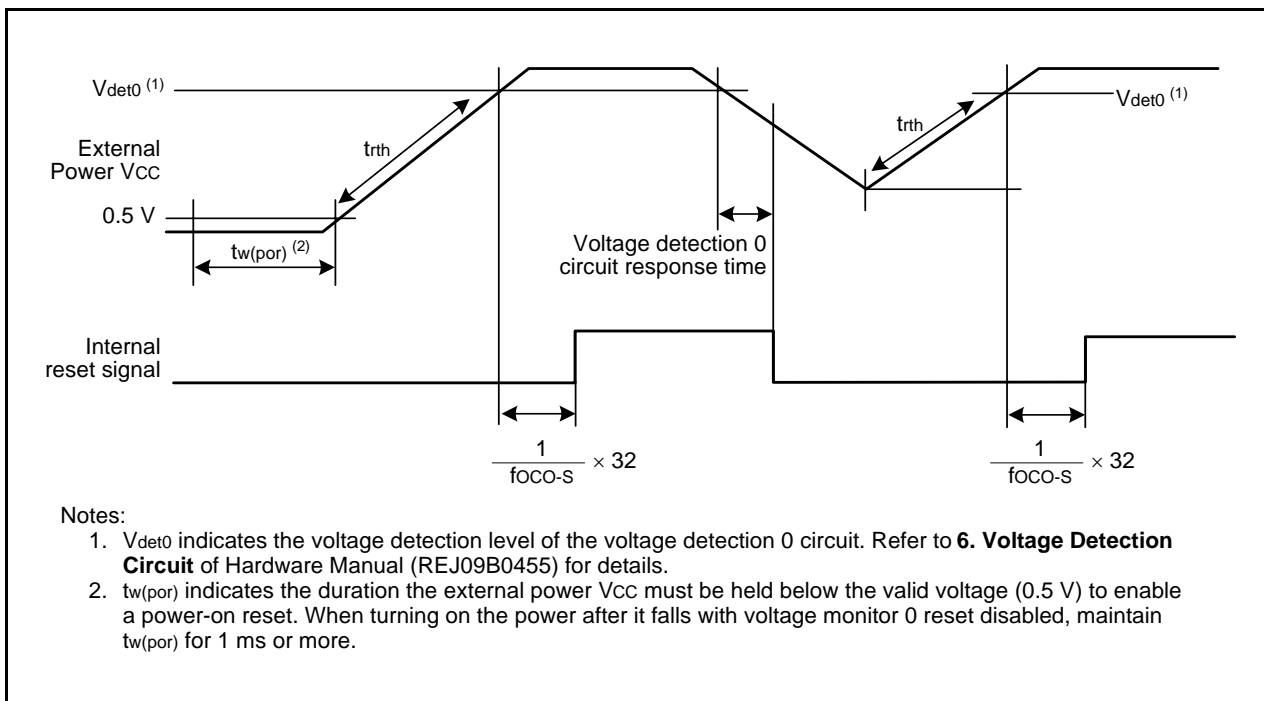 Vdet0 (1)
trth
External
Power VCC
0.5 V
tw(por) (2)
Voltage detection 0
circuit response time
trth
Vdet0 (1)
Internal
reset signal
1
fOCO-S
× 32
1
fOCO-S
× 32
Notes:
1. Vdet0 indicates the voltage detection level of the voltage detection 0 circuit. Refer to 6. Voltage Detection
Circuit of Hardware Manual (REJ09B0455) for details.
2. tw(por) indicates the duration the external power VCC must be held below the valid voltage (0.5 V) to enable
a power-on reset. When turning on the power after it falls with voltage monitor 0 reset disabled, maintain
tw(por) for 1 ms or more.